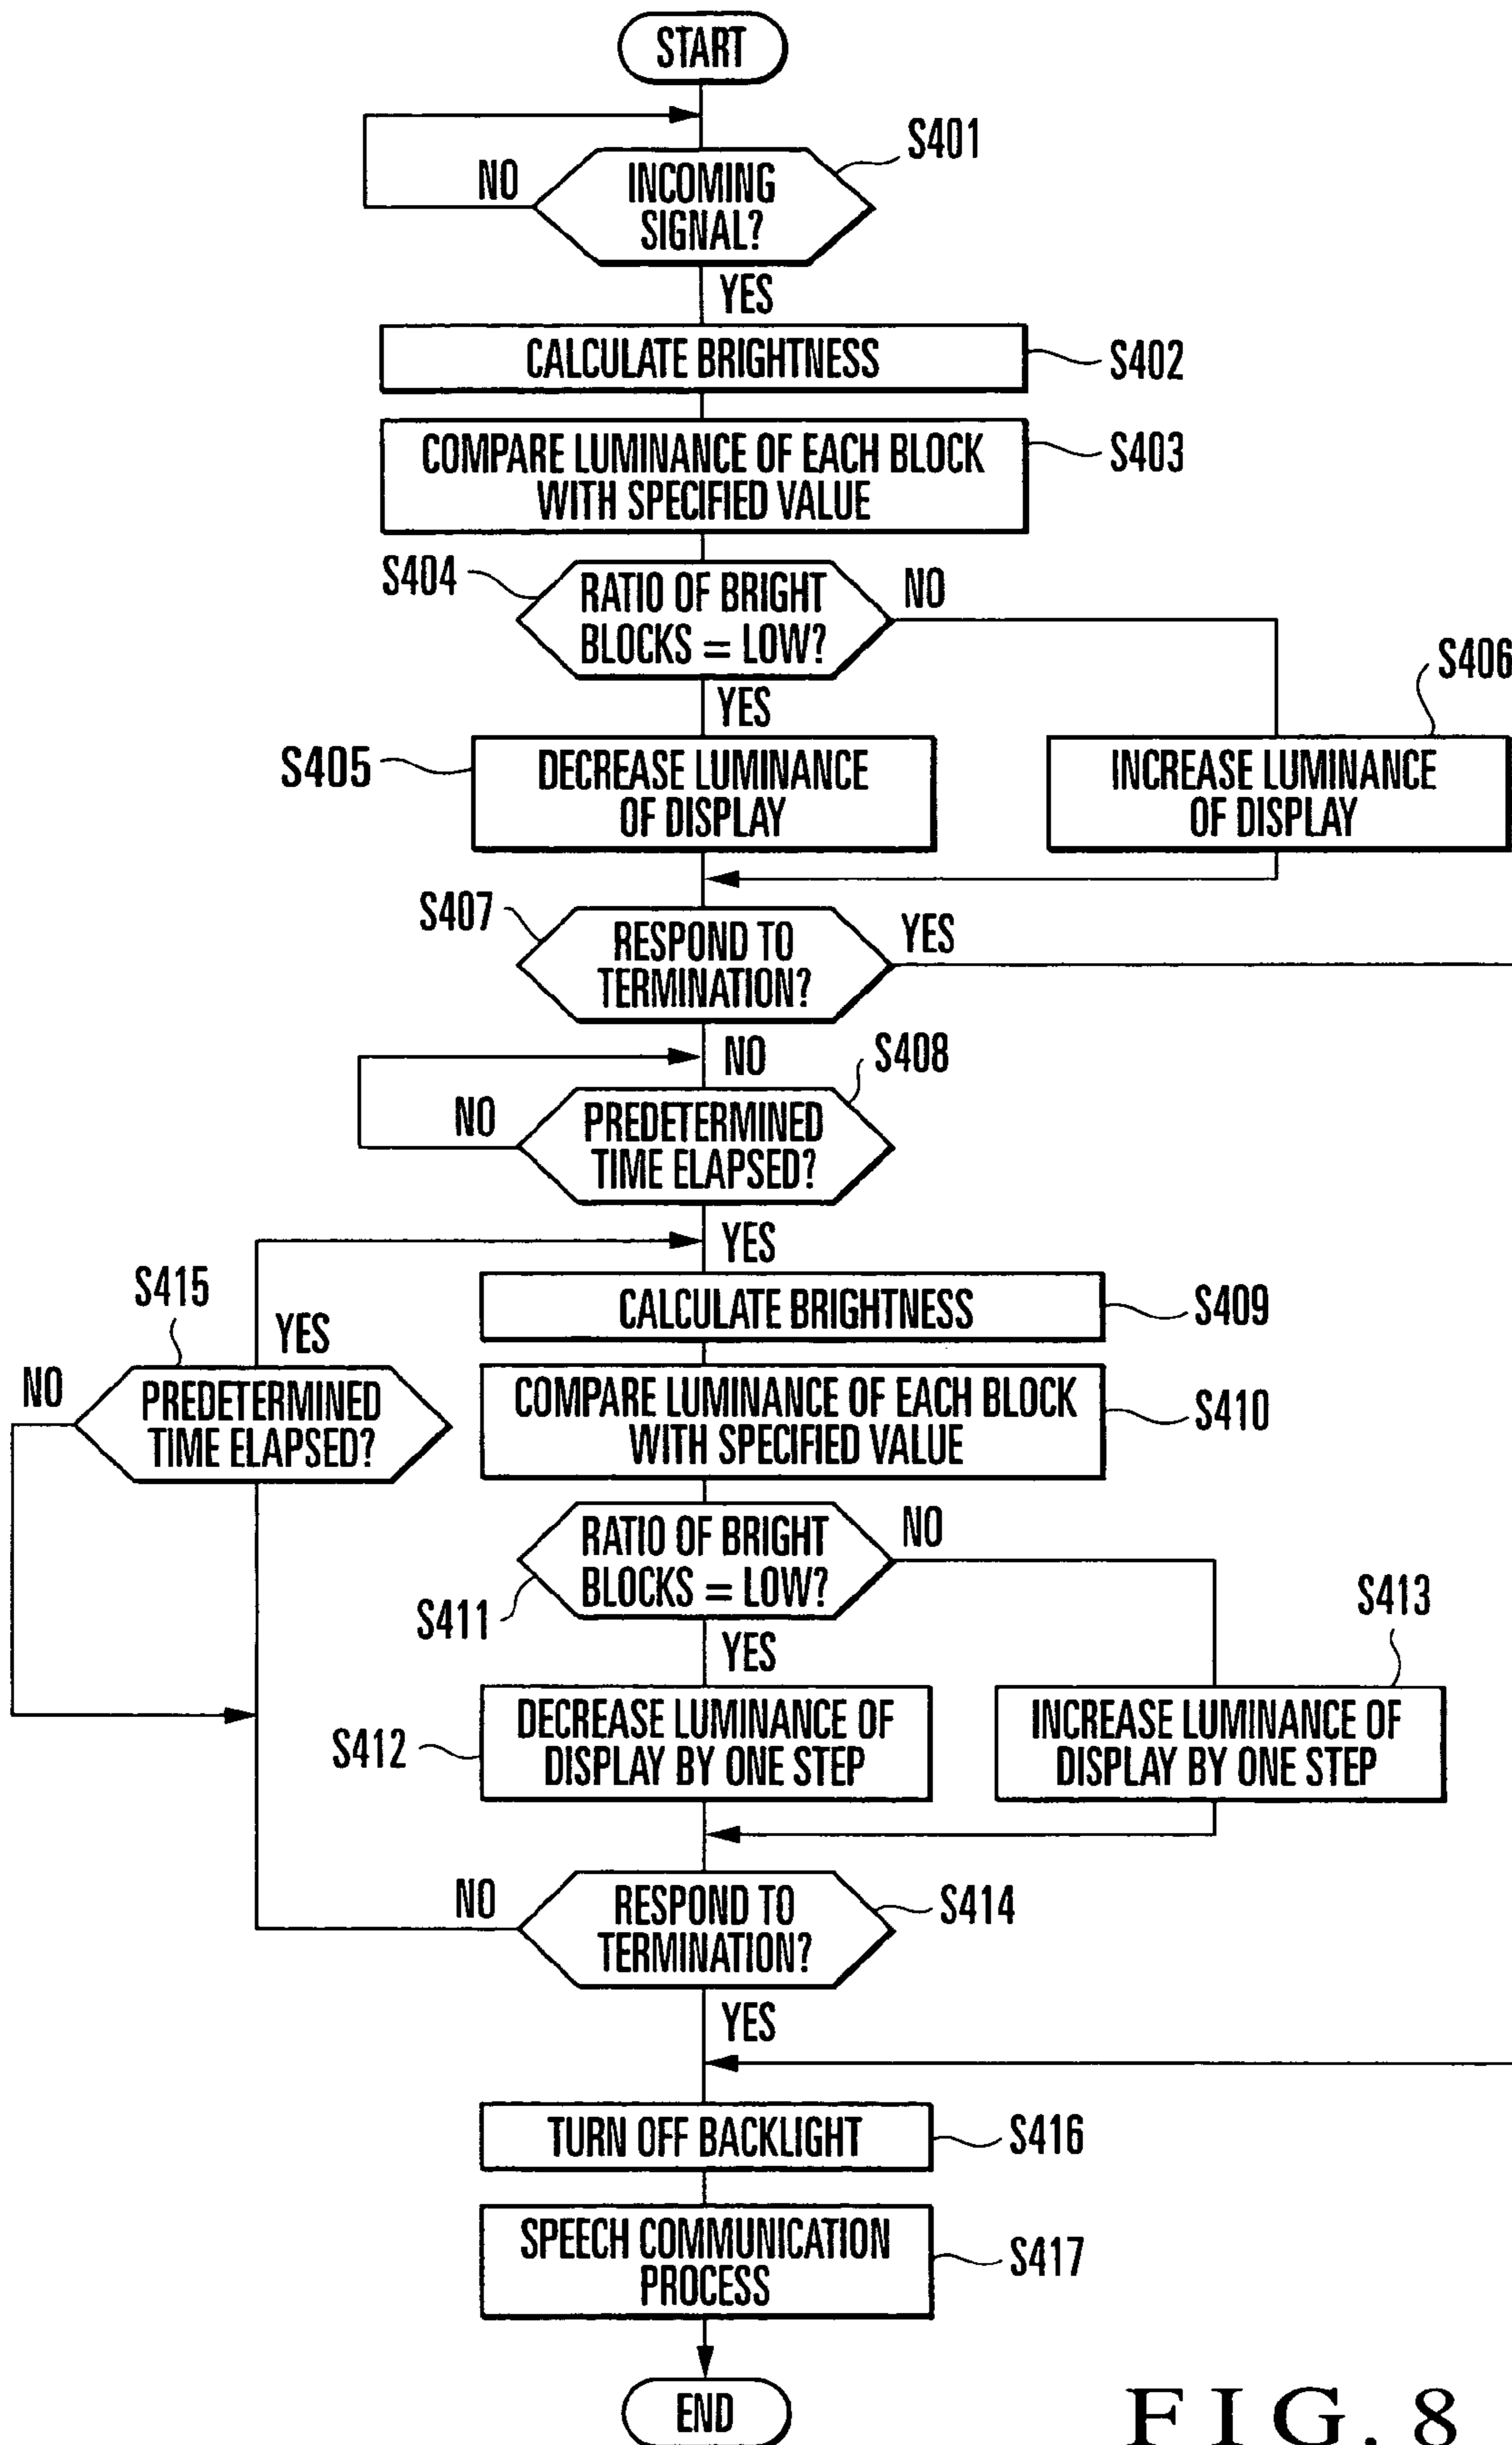 START
S401
NO
INCOMING
SIGNAL?
YES
CALCULATE BRIGHTNESS
S402
COMPARE LUMINANCE OF EACH BLOCK
WITH SPECIFIED VALUE
S403
S404
RATIO OF BRIGHT
BLOCKS = LOW?
NO
YES
S406
S405
DECREASE LUMINANCE
OF DISPLAY
INCREASE LUMINANCE
OF DISPLAY
S407
RESPOND TO
TERMINATION?
YES
NO
S408
NO
PREDETERMINED
TIME ELAPSED?
YES
S415
YES
CALCULATE BRIGHTNESS
S409
NO
PREDETERMINED
TIME ELAPSED?
COMPARE LUMINANCE OF EACH BLOCK
WITH SPECIFIED VALUE
S410
RATIO OF BRIGHT
BLOCKS = LOW?
NO
S411
YES
S413
S412
DECREASE LUMINANCE OF
DISPLAY BY ONE STEP
INCREASE LUMINANCE OF
DISPLAY BY ONE STEP
NO
RESPOND TO
TERMINATION?
S414
YES
TURN OFF BACKLIGHT
S416
SPEECH COMMUNICATION
PROCESS
S417
END
FIG. 8